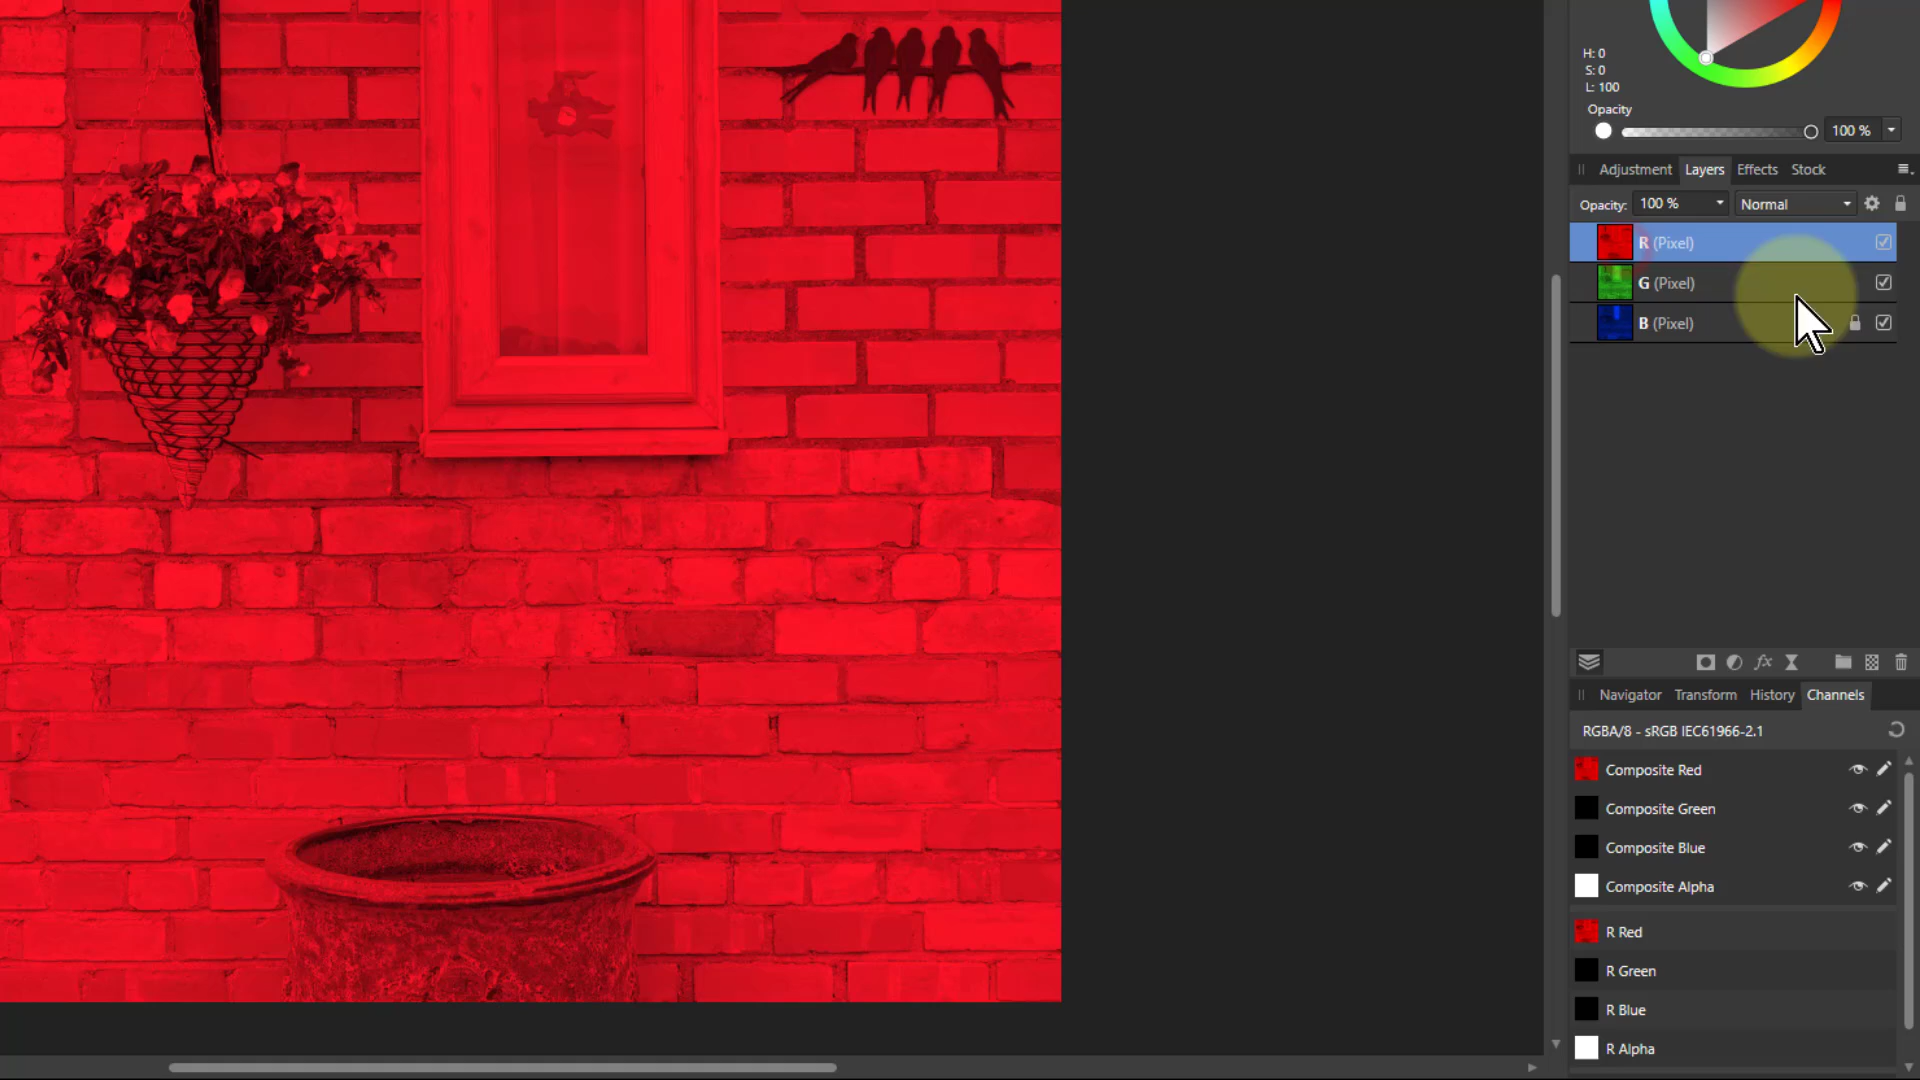 H: 0
S: 0
L: 100
Opacity
100 %
Adjustment Layers Effects Stock
Opacity: 100 % Normal
R (Pixel)
G (Pixel)
B (Pixel)
fx
Navigator Transform History Channels
RGBA/8 - sRGB IEC61966-2.1
Composite Red
Composite Green
Composite Blue
Composite Alpha
R Red
R Green
R Blue
R Alpha